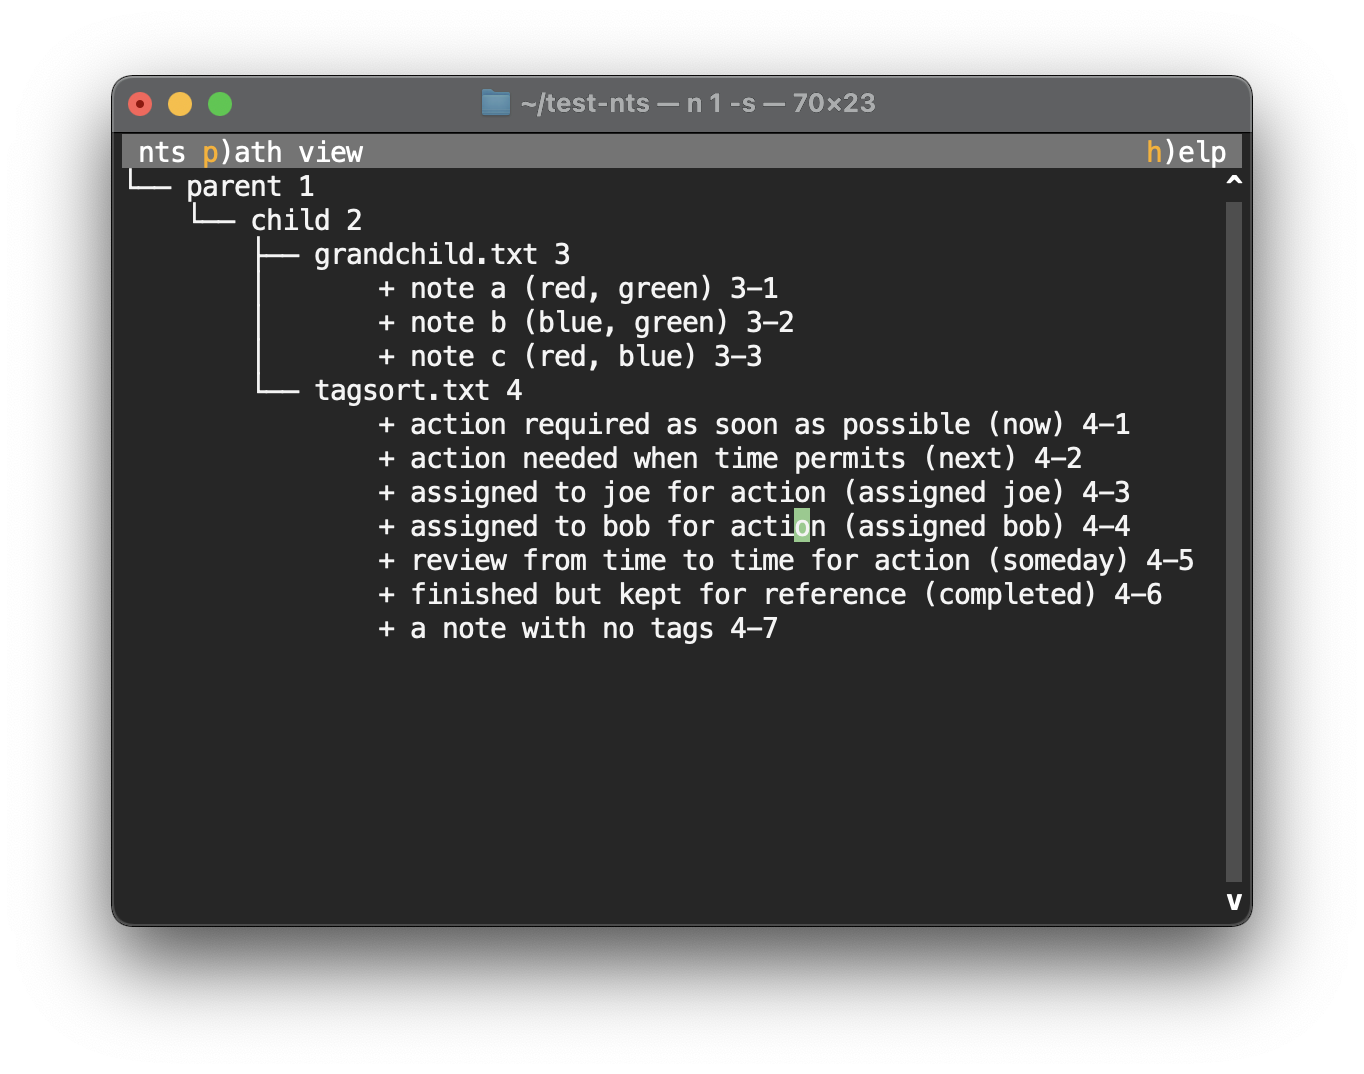 ~/test-nts — n 1 -s — 70×23
nts p)ath view h)elp
└── parent 1 ^
└── child 2
├── grandchild.txt 3
│ + note a (red, green) 3-1
│ + note b (blue, green) 3-2
│ + note c (red, blue) 3-3
└── tagsort.txt 4
+ action required as soon as possible (now) 4-1
+ action needed when time permits (next) 4-2
+ assigned to joe for action (assigned joe) 4-3
+ assigned to bob for action (assigned bob) 4-4
+ review from time to time for action (someday) 4-5
+ finished but kept for reference (completed) 4-6
+ a note with no tags 4-7
v